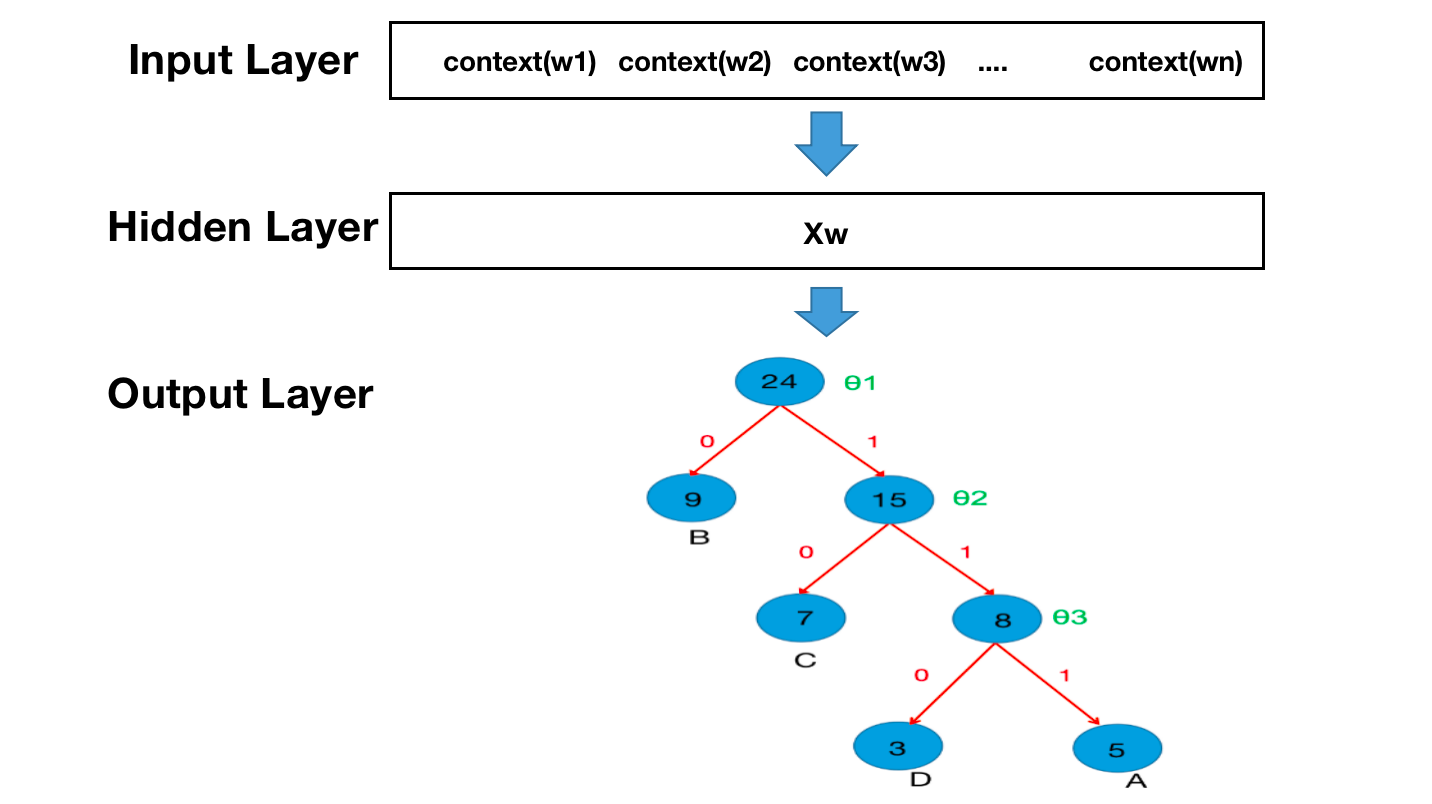 Input Layer
context(w1) context(w2) context(w3) .... context(wn)
Hidden Layer
Xw
Output Layer
24 θ1
0 1
9 15 θ2
B
0 1
7 8 θ3
C
0 1
3 5
D A